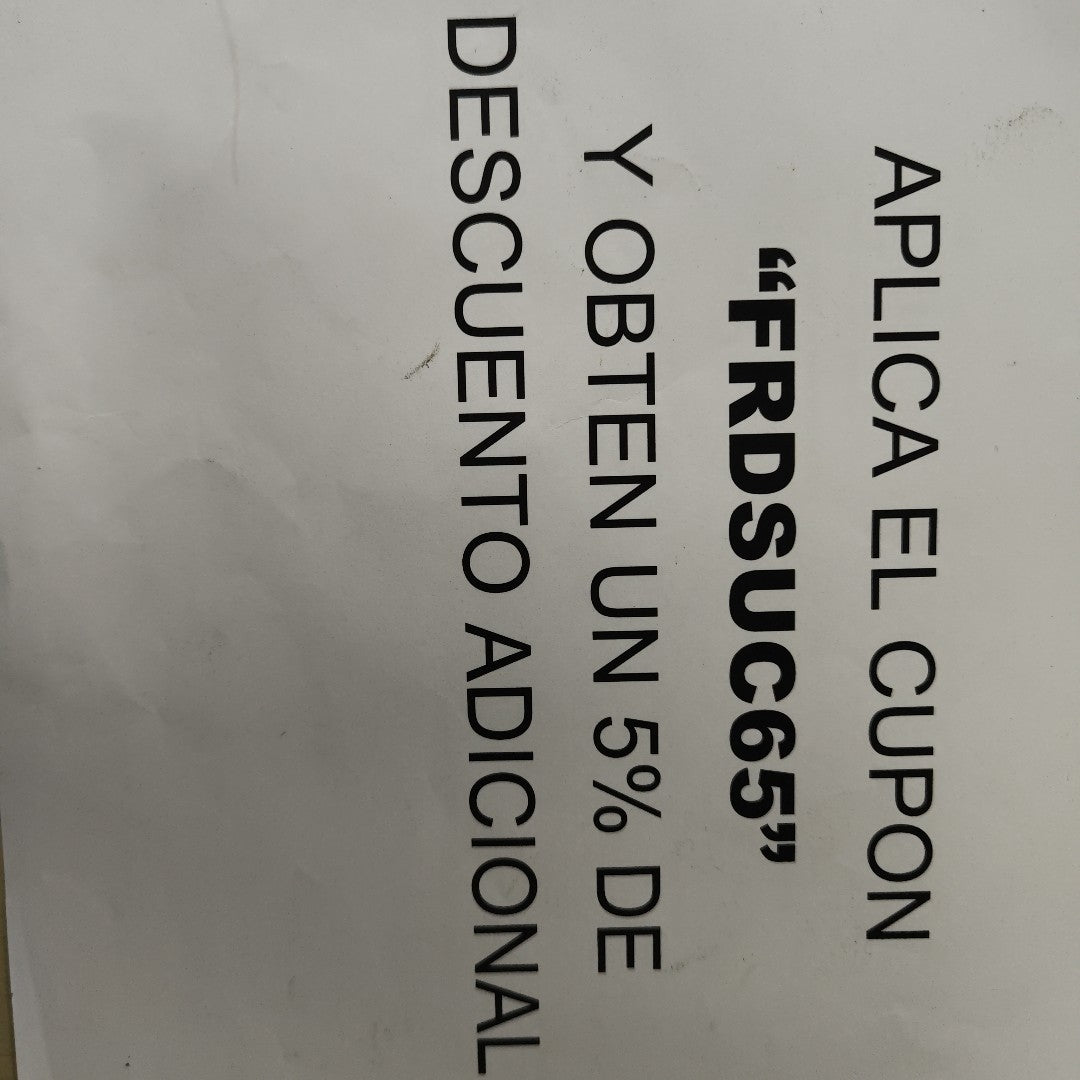 APLICA EL CUPON
“FRDSUC65”
Y OBTEN UN 5% DE
DESCUENTO ADICIONAL